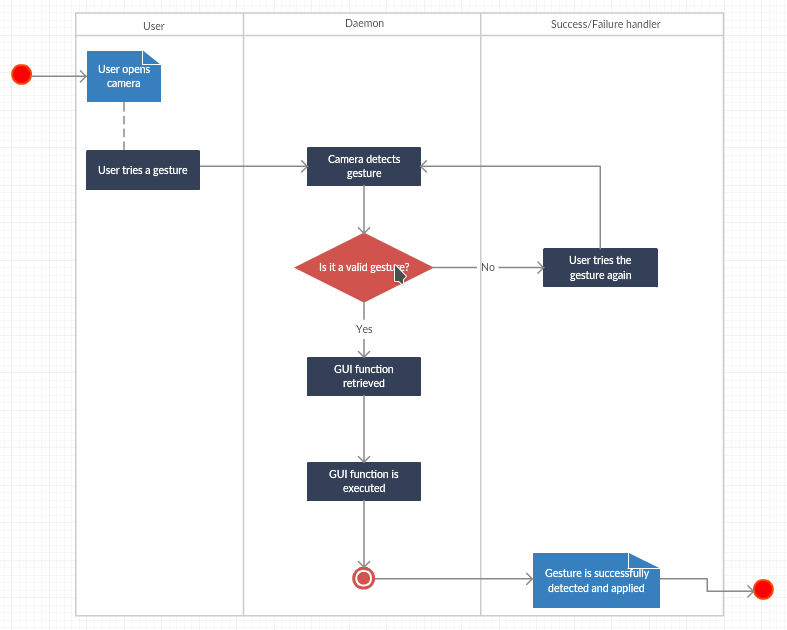 User
Daemon
Success/Failure handler
User opens
camera
User tries a gesture
Camera detects
gesture
Is it a valid gesture?
No
User tries the
gesture again
Yes
GUI function
retrieved
GUI function is
executed
Gesture is successfully
detected and applied